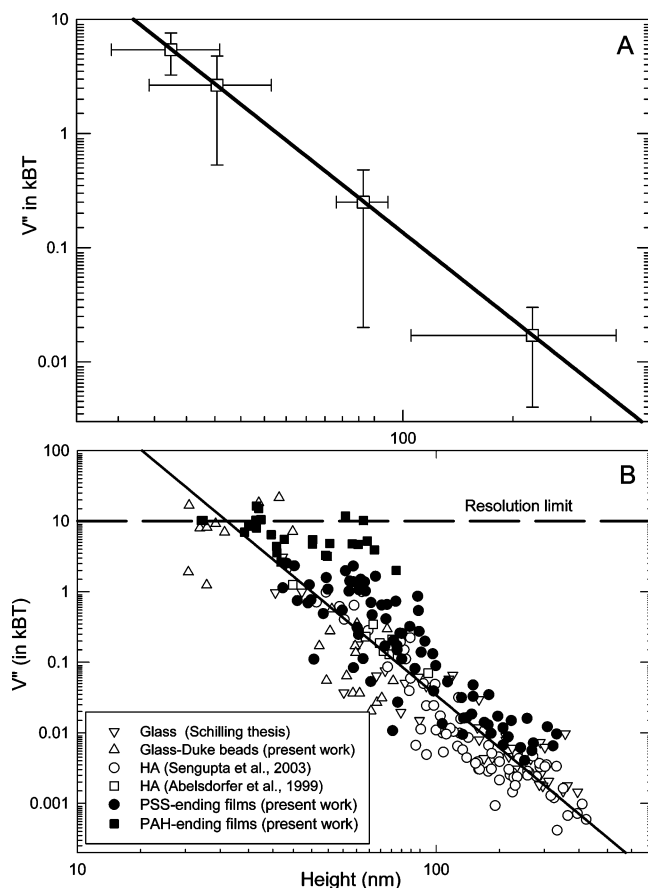 A
V" in kBT
10
1
0.1
0.01
100
B
V" (in kBT)
100
10
1
0.1
0.01
0.001
Resolution limit
Glass (Schilling thesis)
Glass-Duke beads (present work)
HA (Sengupta et al., 2003)
HA (Abelsdorfer et al., 1999)
PSS-ending films (present work)
PAH-ending films (present work)
10
100
Height (nm)